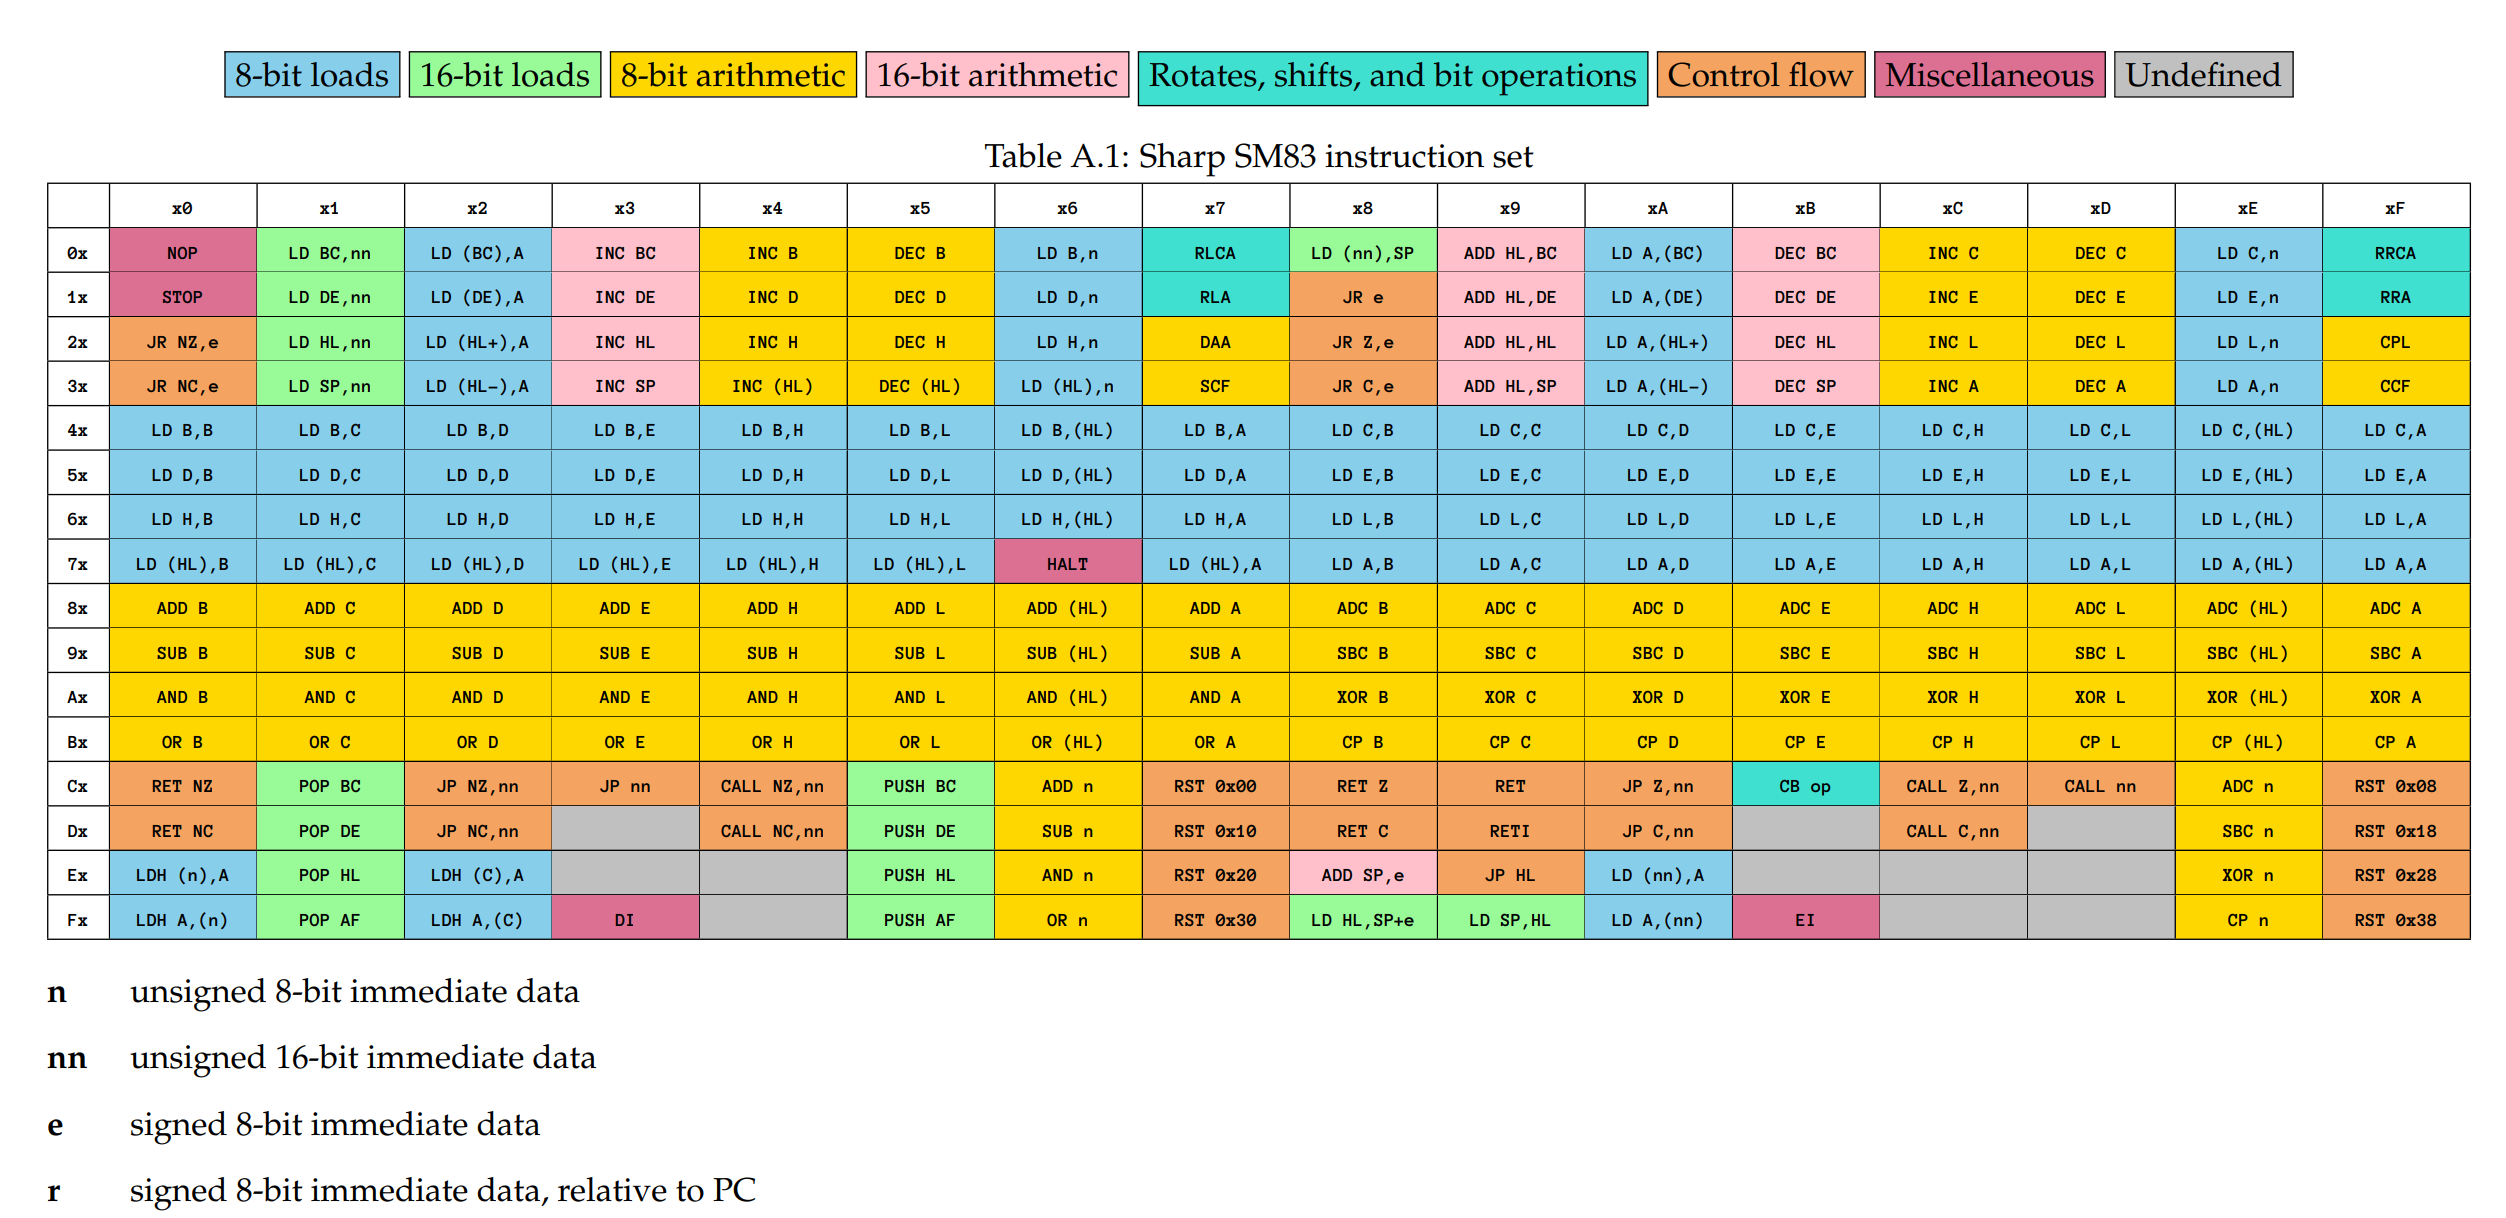 8-bit loads 16-bit loads 8-bit arithmetic 16-bit arithmetic Rotates, shifts, and bit operations Control flow Miscellaneous Undefined
Table A.1: Sharp SM83 instruction set
x0 x1 x2 x3 x4 x5 x6 x7 x8 x9 xA xB xC xD xE xF
0x NOP LD BC,nn LD (BC),A INC BC INC B DEC B LD B,n RLCA LD (nn),SP ADD HL,BC LD A,(BC) DEC BC INC C DEC C LD C,n RRCA
1x STOP LD DE,nn LD (DE),A INC DE INC D DEC D LD D,n RLA JR e ADD HL,DE LD A,(DE) DEC DE INC E DEC E LD E,n RRA
2x JR NZ,e LD HL,nn LD (HL+),A INC HL INC H DEC H LD H,n DAA JR Z,e ADD HL,HL LD A,(HL+) DEC HL INC L DEC L LD L,n CPL
3x JR NC,e LD SP,nn LD (HL-),A INC SP INC (HL) DEC (HL) LD (HL),n SCF JR C,e ADD HL,SP LD A,(HL-) DEC SP INC A DEC A LD A,n CCF
4x LD B,B LD B,C LD B,D LD B,E LD B,H LD B,L LD B,(HL) LD B,A LD C,B LD C,C LD C,D LD C,E LD C,H LD C,L LD C,(HL) LD C,A
5x LD D,B LD D,C LD D,D LD D,E LD D,H LD D,L LD D,(HL) LD D,A LD E,B LD E,C LD E,D LD E,E LD E,H LD E,L LD E,(HL) LD E,A
6x LD H,B LD H,C LD H,D LD H,E LD H,H LD H,L LD H,(HL) LD H,A LD L,B LD L,C LD L,D LD L,E LD L,H LD L,L LD L,(HL) LD L,A
7x LD (HL),B LD (HL),C LD (HL),D LD (HL),E LD (HL),H LD (HL),L HALT LD (HL),A LD A,B LD A,C LD A,D LD A,E LD A,H LD A,L LD A,(HL) LD A,A
8x ADD B ADD C ADD D ADD E ADD H ADD L ADD (HL) ADD A ADC B ADC C ADC D ADC E ADC H ADC L ADC (HL) ADC A
9x SUB B SUB C SUB D SUB E SUB H SUB L SUB (HL) SUB A SBC B SBC C SBC D SBC E SBC H SBC L SBC (HL) SBC A
Ax AND B AND C AND D AND E AND H AND L AND (HL) AND A XOR B XOR C XOR D XOR E XOR H XOR L XOR (HL) XOR A
Bx OR B OR C OR D OR E OR H OR L OR (HL) OR A CP B CP C CP D CP E CP H CP L CP (HL) CP A
Cx RET NZ POP BC JP NZ,nn JP nn CALL NZ,nn PUSH BC ADD n RST 0x00 RET Z RET JP Z,nn CB op CALL Z,nn CALL nn ADC n RST 0x08
Dx RET NC POP DE JP NC,nn CALL NC,nn PUSH DE SUB n RST 0x10 RET C RETI JP C,nn CALL C,nn SBC n RST 0x18
Ex LDH (n),A POP HL LDH (C),A PUSH HL AND n RST 0x20 ADD SP,e JP HL LD (nn),A XOR n RST 0x28
Fx LDH A,(n) POP AF LDH A,(C) DI PUSH AF OR n RST 0x30 LD HL,SP+e LD SP,HL LD A,(nn) EI CP n RST 0x38
n unsigned 8-bit immediate data
nn unsigned 16-bit immediate data
e signed 8-bit immediate data
r signed 8-bit immediate data, relative to PC